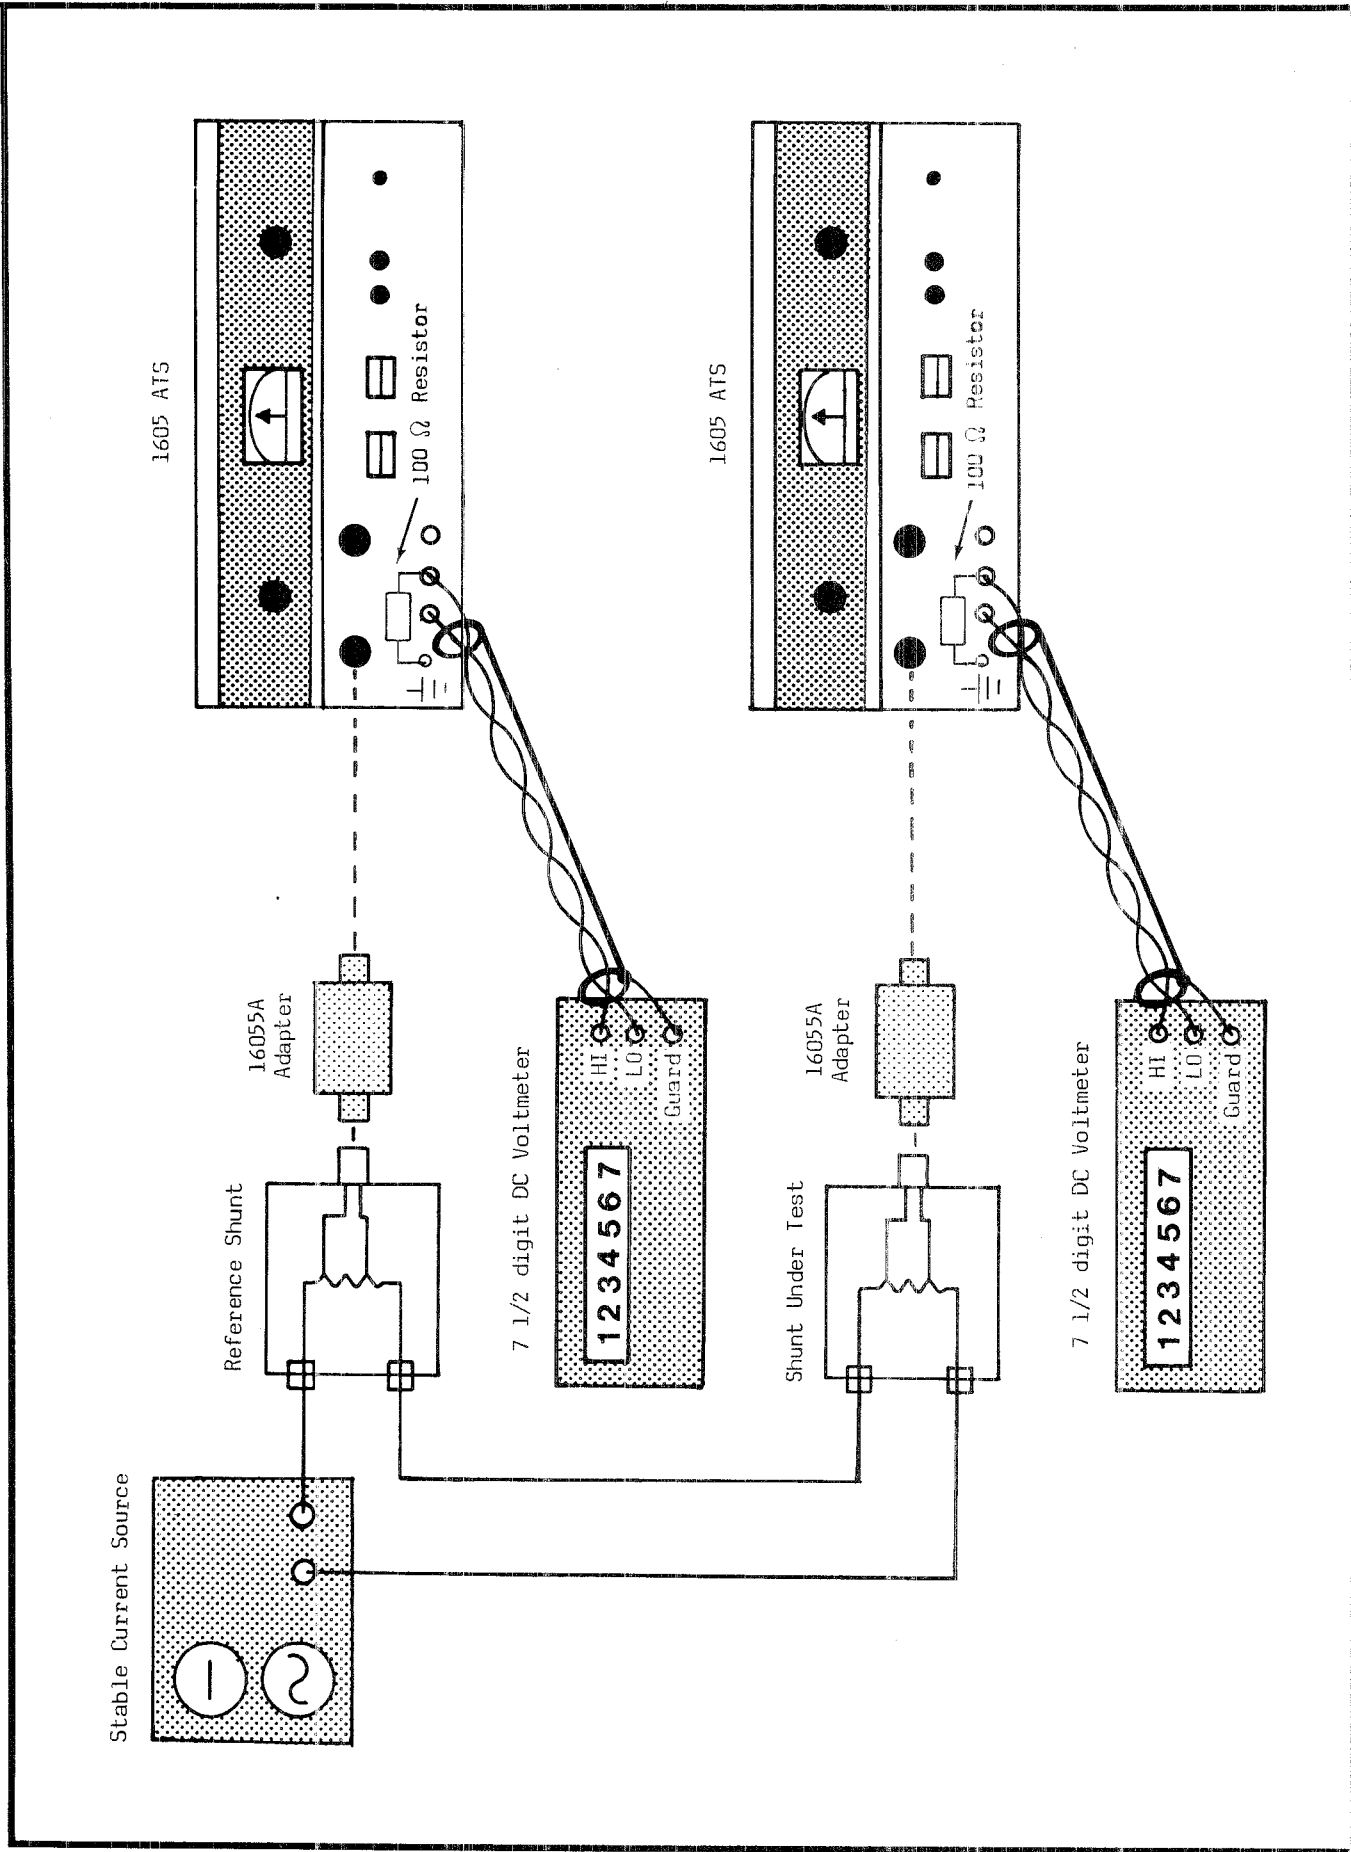 Stable Current Source
Reference Shunt
16055A
Adapter
1605 ATS
100 Ω Resistor
7 1/2 digit DC Voltmeter
1234567
HI
LO
Guard
Shunt Under Test
16055A
Adapter
1605 ATS
100 Ω Resistor
7 1/2 digit DC Voltmeter
1234567
HI
LO
Guard